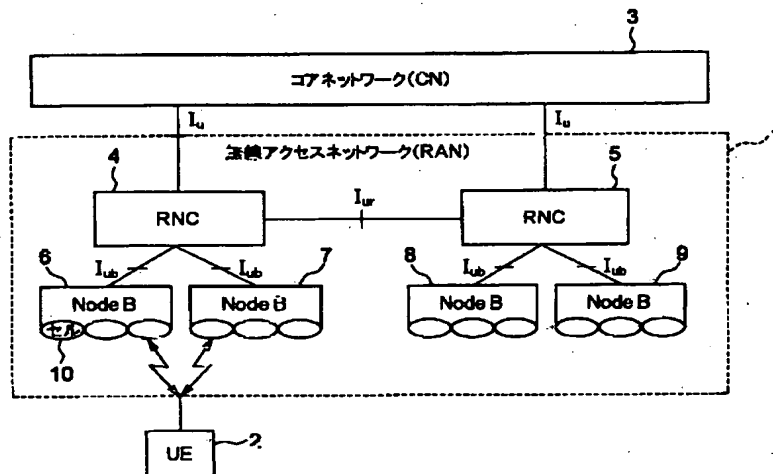 3
コアネットワーク(CN)
Iu
Iu
無線アクセスネットワーク(RAN)
4
5
RNC
Iur
RNC
6
Iub
Iub
7
8
Iub
Iub
9
Node B
Node B
Node B
Node B
セル
10
UE
2